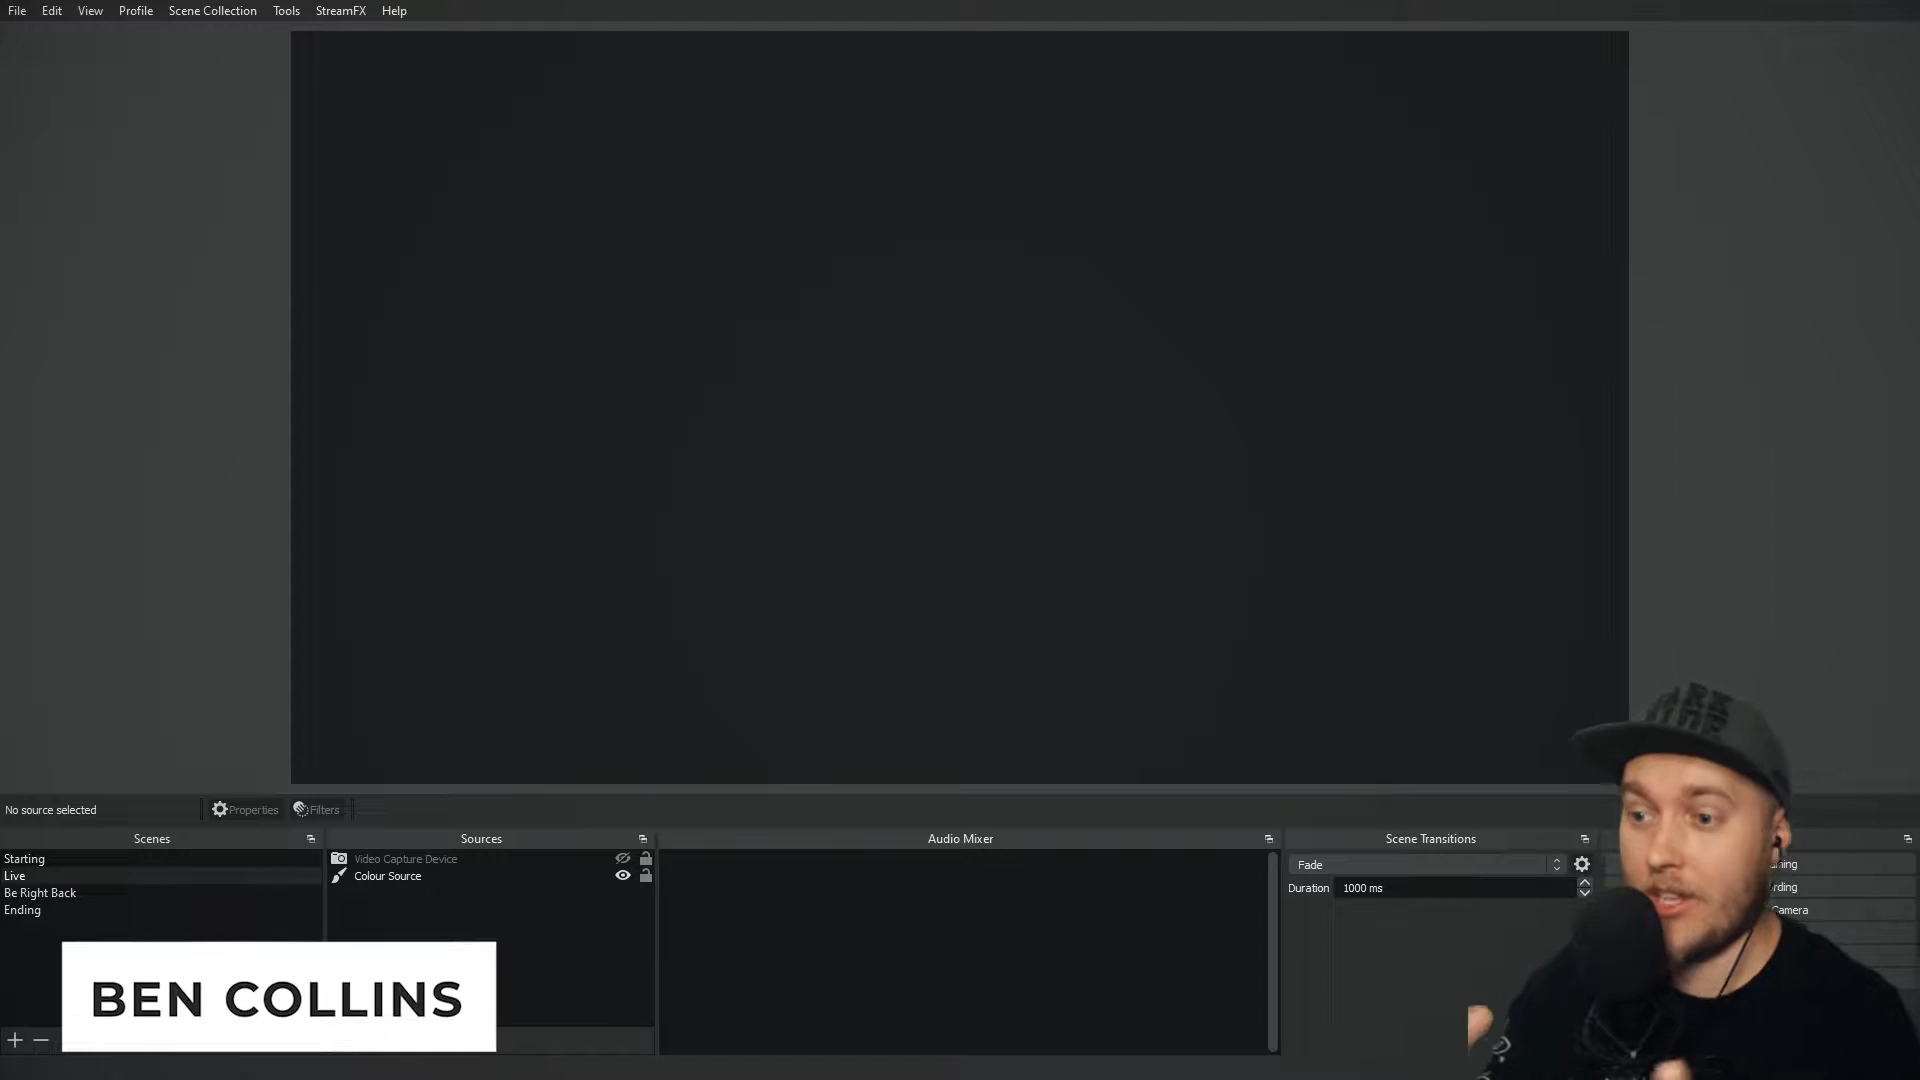 File Edit View Profile Scene Collection Tools StreamFX Help
No source selected Properties Filters
Scenes Sources Audio Mixer Scene Transitions
Starting
Live
Be Right Back
Ending
Video Capture Device
Colour Source
Fade
Duration 1000 ms
Camera
BEN COLLINS